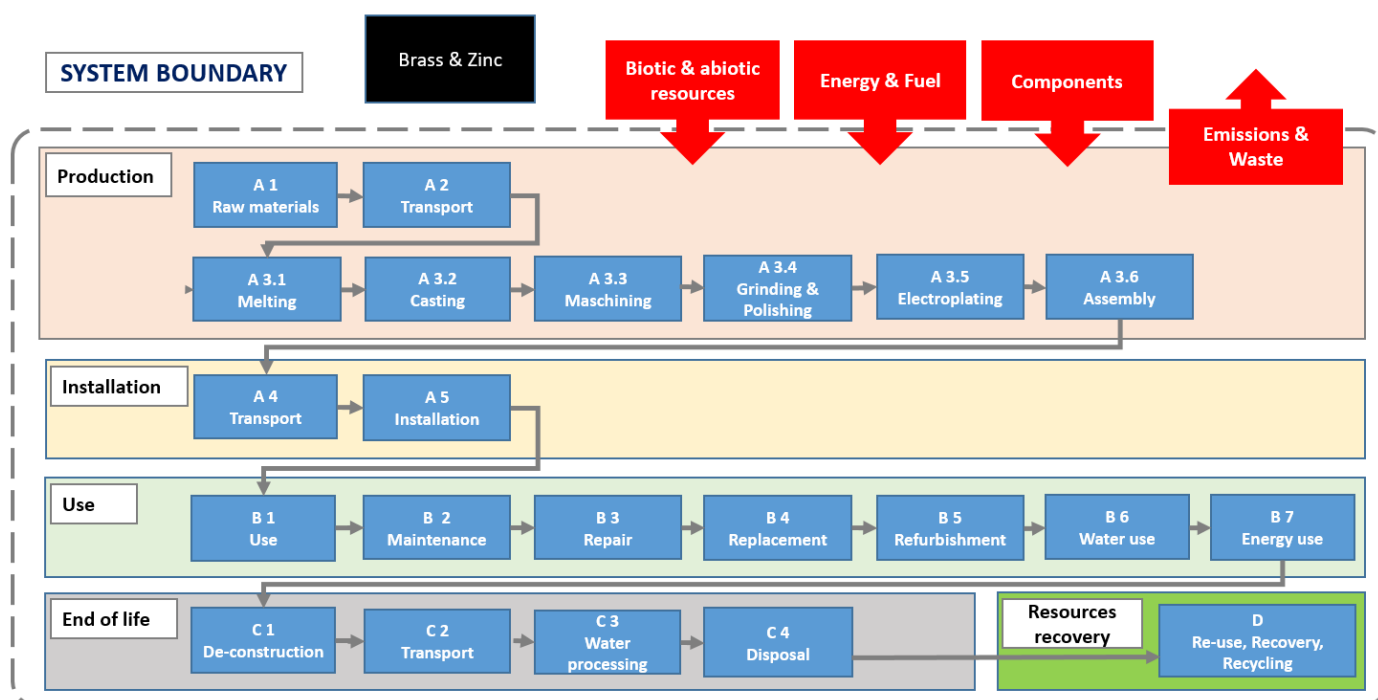 SYSTEM BOUNDARY
Brass & Zinc
Biotic & abiotic
resources
Energy & Fuel
Components
Emissions &
Waste
Production
A 1
Raw materials
A 2
Transport
A 3.1
Melting
A 3.2
Casting
A 3.3
Maschining
A 3.4
Grinding &
Polishing
A 3.5
Electroplating
A 3.6
Assembly
Installation
A 4
Transport
A 5
Installation
Use
B 1
Use
B 2
Maintenance
B 3
Repair
B 4
Replacement
B 5
Refurbishment
B 6
Water use
B 7
Energy use
End of life
C 1
De-construction
C 2
Transport
C 3
Water
processing
C 4
Disposal
Resources
recovery
D
Re-use, Recovery,
Recycling